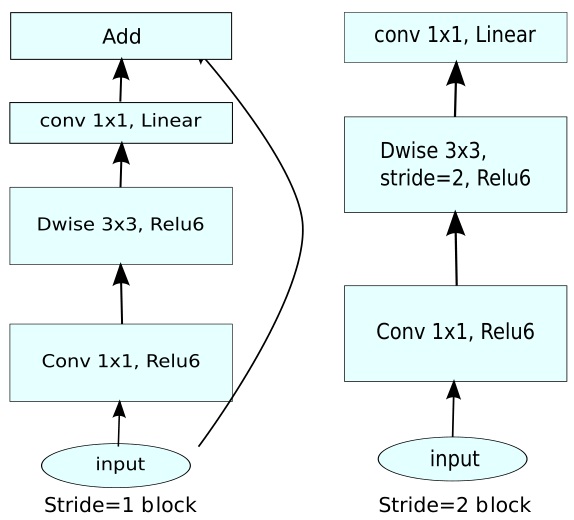 Add
conv 1x1, Linear
Dwise 3x3, Relu6
Conv 1x1, Relu6
input
Stride=1 block
conv 1x1, Linear
Dwise 3x3,
stride=2, Relu6
Conv 1x1, Relu6
input
Stride=2 block